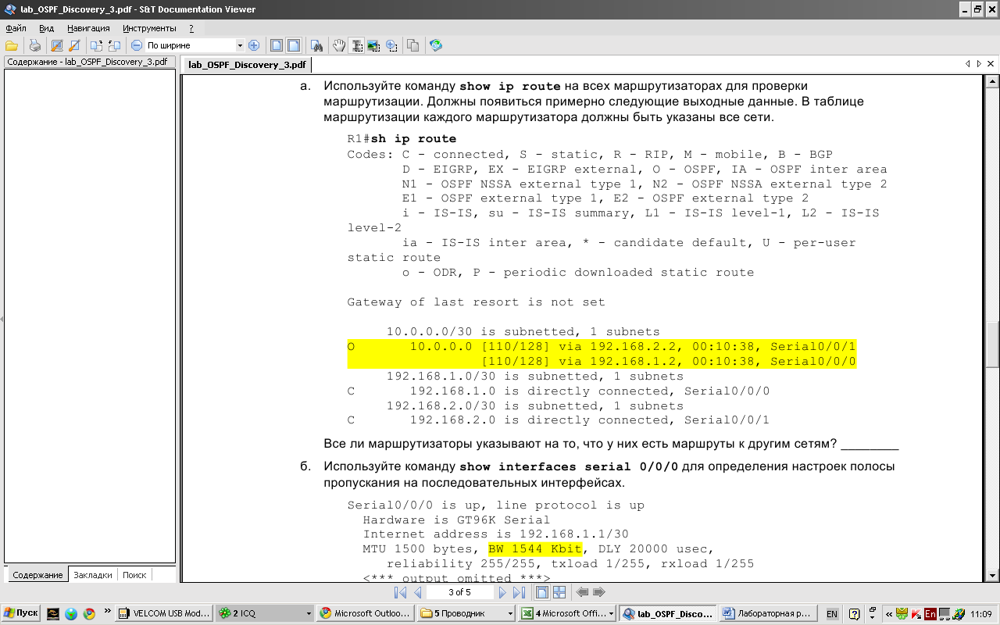 lab_OSPF_Discovery_3.pdf - S&T Documentation Viewer
Файл Вид Навигация Инструменты ?
По ширине
Содержание - lab_OSPF_Discovery_3.pdf
lab_OSPF_Discovery_3.pdf
а. Используйте команду show ip route на всех маршрутизаторах для проверки
маршрутизации. Должны появиться примерно следующие выходные данные. В таблице
маршрутизации каждого маршрутизатора должны быть указаны все сети.
R1#sh ip route
Codes: C - connected, S - static, R - RIP, M - mobile, B - BGP
D - EIGRP, EX - EIGRP external, O - OSPF, IA - OSPF inter area
N1 - OSPF NSSA external type 1, N2 - OSPF NSSA external type 2
E1 - OSPF external type 1, E2 - OSPF external type 2
i - IS-IS, su - IS-IS summary, L1 - IS-IS level-1, L2 - IS-IS
level-2
ia - IS-IS inter area, * - candidate default, U - per-user
static route
o - ODR, P - periodic downloaded static route
Gateway of last resort is not set
10.0.0.0/30 is subnetted, 1 subnets
O 10.0.0.0 [110/128] via 192.168.2.2, 00:10:38, Serial0/0/1
[110/128] via 192.168.1.2, 00:10:38, Serial0/0/0
192.168.1.0/30 is subnetted, 1 subnets
C 192.168.1.0 is directly connected, Serial0/0/0
192.168.2.0/30 is subnetted, 1 subnets
C 192.168.2.0 is directly connected, Serial0/0/1
Все ли маршрутизаторы указывают на то, что у них есть маршруты к другим сетям? ________
б. Используйте команду show interfaces serial 0/0/0 для определения настроек полосы
пропускания на последовательных интерфейсах.
Serial0/0/0 is up, line protocol is up
Hardware is GT96K Serial
Internet address is 192.168.1.1/30
MTU 1500 bytes, BW 1544 Kbit, DLY 20000 usec,
reliability 255/255, txload 1/255, rxload 1/255
<*** output omitted ***>
Содержание Закладки Поиск
3 of 5
Пуск » VELCOM USB Mod... 2 ICQ Microsoft Outloo... 5 Проводник 4 Microsoft Offi... lab_OSPF_Disco... Лабораторная р... EN ? « En 11:09